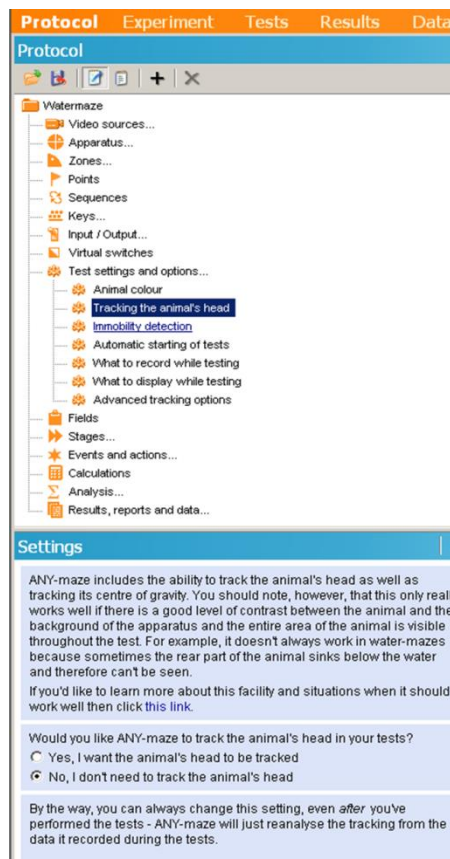 Protocol Experiment Tests Results Data
Protocol
Watermaze
Video sources...
Apparatus...
Zones...
Points
Sequences
Keys...
Input / Output...
Virtual switches
Test settings and options...
Animal colour
Tracking the animal's head
Immobility detection
Automatic starting of tests
What to record while testing
What to display while testing
Advanced tracking options
Fields
Stages...
Events and actions...
Calculations
Analysis...
Results, reports and data...
Settings
ANY-maze includes the ability to track the animal's head as well as
tracking its centre of gravity. You should note, however, that this only reall
works well if there is a good level of contrast between the animal and the
background of the apparatus and the entire area of the animal is visible
throughout the test. For example, it doesn't always work in water-mazes
because sometimes the rear part of the animal sinks below the water
and therefore can't be seen.
If you'd like to learn more about this facility and situations when it should
work well then click this link.
Would you like ANY-maze to track the animal's head in your tests?
Yes, I want the animal's head to be tracked
No, I don't need to track the animal's head
By the way, you can always change this setting, even after you've
performed the tests - ANY-maze will just reanalyse the tracking from the
data it recorded during the tests.